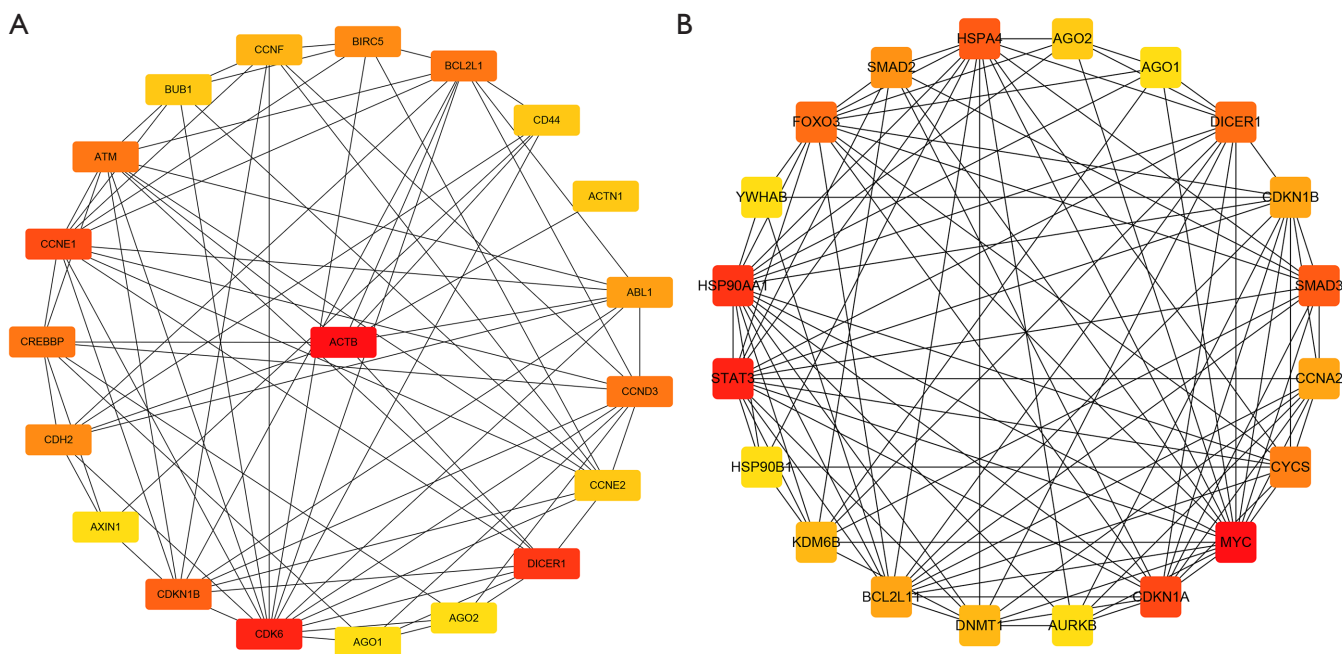 A
CCNF
BIRC5
BCL2L1
BUB1
CD44
ATM
ACTN1
CCNE1
ABL1
CREBBP
ACTB
CCND3
CDH2
CCNE2
AXIN1
DICER1
CDKN1B
AGO2
CDK6
AGO1
B
HSPA4
AGO2
SMAD2
AGO1
FOXO3
DICER1
YWHAB
CDKN1B
HSP90AA1
SMAD3
STAT3
CCNA2
HSP90B1
CYCS
KDM6B
MYC
BCL2L11
CDKN1A
DNMT1
AURKB